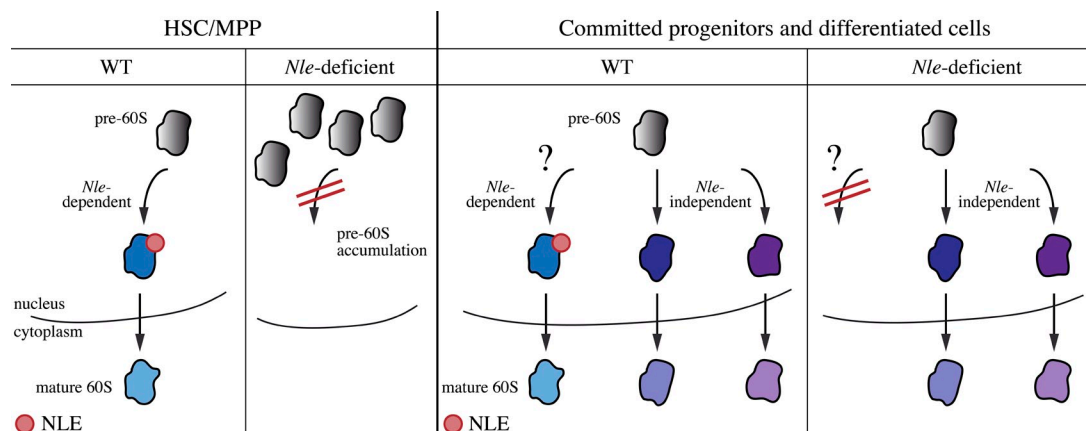 HSC/MPP
Committed progenitors and differentiated cells
WT
Nle-deficient
WT
Nle-deficient
pre-60S
Nle-
dependent
pre-60S
accumulation
nucleus
cytoplasm
mature 60S
NLE
pre-60S
?
Nle-
dependent
Nle-
independent
mature 60S
NLE
?
Nle-
independent